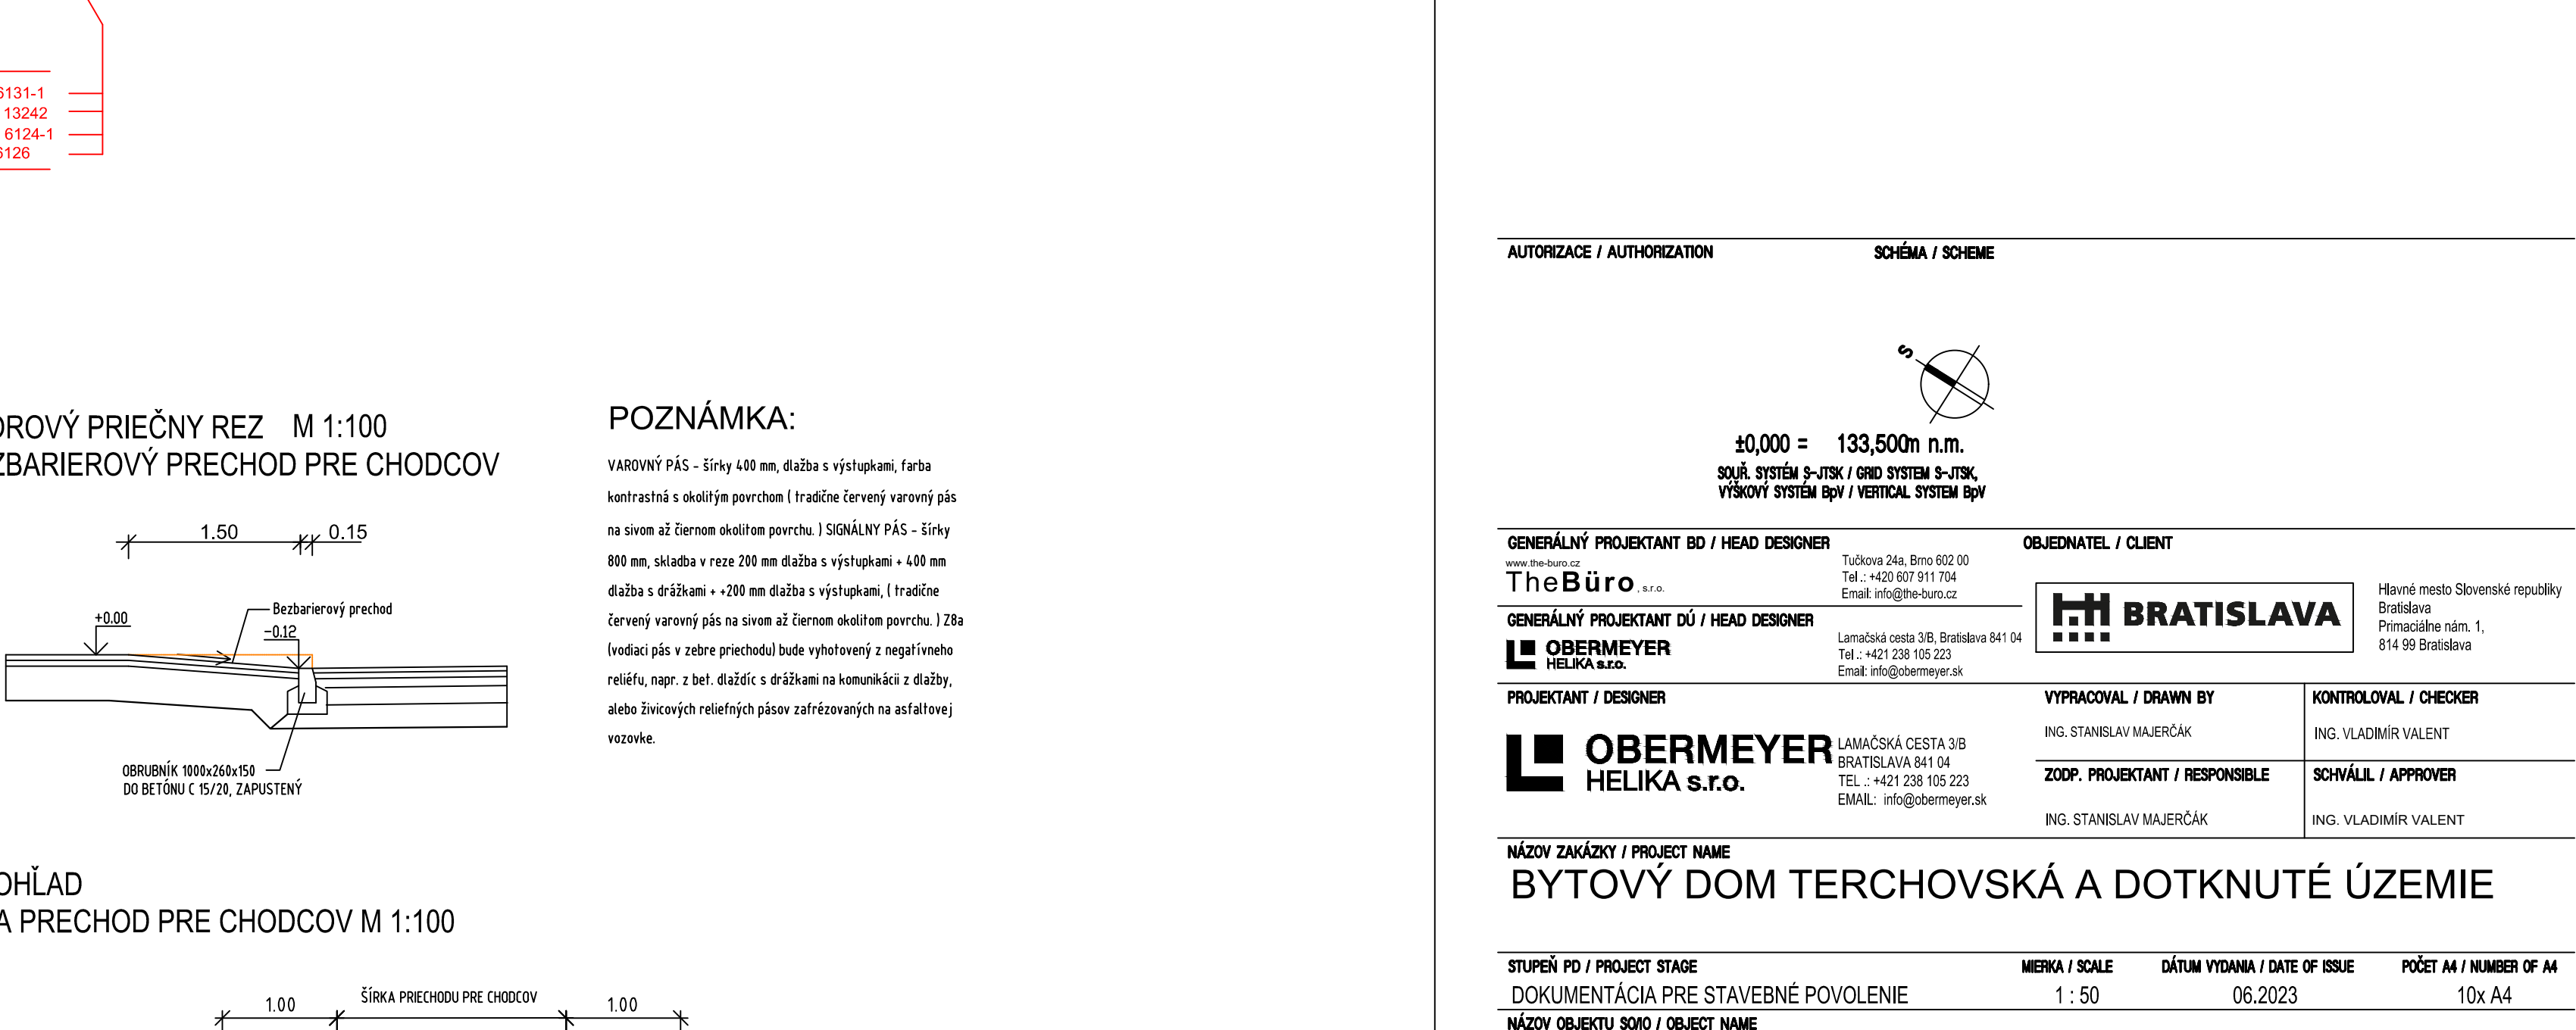 6131-1
13242
6124-1
6126
OROVÝ PRIEČNY REZ M 1:100
ZBARIEROVÝ PRECHOD PRE CHODCOV
1.50
0.15
+0.00
Bezbarierový prechod
-0.12
OBRUBNÍK 1000x260x150
DO BETÓNU C 15/20, ZAPUSTENÝ
OHĽAD
A PRECHOD PRE CHODCOV M 1:100
1.00
ŠÍRKA PRIECHODU PRE CHODCOV
1.00
POZNÁMKA:
VAROVNÝ PÁS - šírky 400 mm, dlažba s výstupkami, farba
kontrastná s okolitým povrchom ( tradične červený varovný pás
na sivom až čiernom okolitom povrchu. ) SIGNÁLNY PÁS - šírky
800 mm, skladba v reze 200 mm dlažba s výstupkami + 400 mm
dlažba s drážkami + +200 mm dlažba s výstupkami, ( tradične
červený varovný pás na sivom až čiernom okolitom povrchu. ) Z8a
(vodiaci pás v zebre priechodu) bude vyhotovený z negatívneho
reliéfu, napr. z bet. dlaždíc s drážkami na komunikácii z dlažby,
alebo živicových reliefných pásov zafrézovaných na asfaltovej
vozovke.
AUTORIZACE / AUTHORIZATION
SCHÉMA / SCHEME
S
±0,000 = 133,500m n.m.
SOUŘ. SYSTÉM S-JTSK / GRID SYSTEM S-JTSK,
VÝŠKOVÝ SYSTÉM BpV / VERTICAL SYSTEM BpV
GENERÁLNÝ PROJEKTANT BD / HEAD DESIGNER
www.the-buro.cz
TheBüro, s.r.o.
Tučkova 24a, Brno 602 00
Tel .: +420 607 911 704
Email: info@the-buro.cz
GENERÁLNÝ PROJEKTANT DÚ / HEAD DESIGNER
OBERMEYER
HELIKA s.r.o.
Lamačská cesta 3/B, Bratislava 841 04
Tel .: +421 238 105 223
Email: info@obermeyer.sk
OBJEDNATEL / CLIENT
BRATISLAVA
Hlavné mesto Slovenské republiky
Bratislava
Primaciálne nám. 1,
814 99 Bratislava
PROJEKTANT / DESIGNER
OBERMEYER
HELIKA s.r.o.
LAMAČSKÁ CESTA 3/B
BRATISLAVA 841 04
TEL .: +421 238 105 223
EMAIL: info@obermeyer.sk
VYPRACOVAL / DRAWN BY
ING. STANISLAV MAJERČÁK
KONTROLOVAL / CHECKER
ING. VLADIMÍR VALENT
ZODP. PROJEKTANT / RESPONSIBLE
ING. STANISLAV MAJERČÁK
SCHVÁLIL / APPROVER
ING. VLADIMÍR VALENT
NÁZOV ZAKÁZKY / PROJECT NAME
BYTOVÝ DOM TERCHOVSKÁ A DOTKNUTÉ ÚZEMIE
STUPEŇ PD / PROJECT STAGE
DOKUMENTÁCIA PRE STAVEBNÉ POVOLENIE
MIERKA / SCALE
1 : 50
DÁTUM VYDANIA / DATE OF ISSUE
06.2023
POČET A4 / NUMBER OF A4
10x A4
NÁZOV OBJEKTU SO/IO / OBJECT NAME